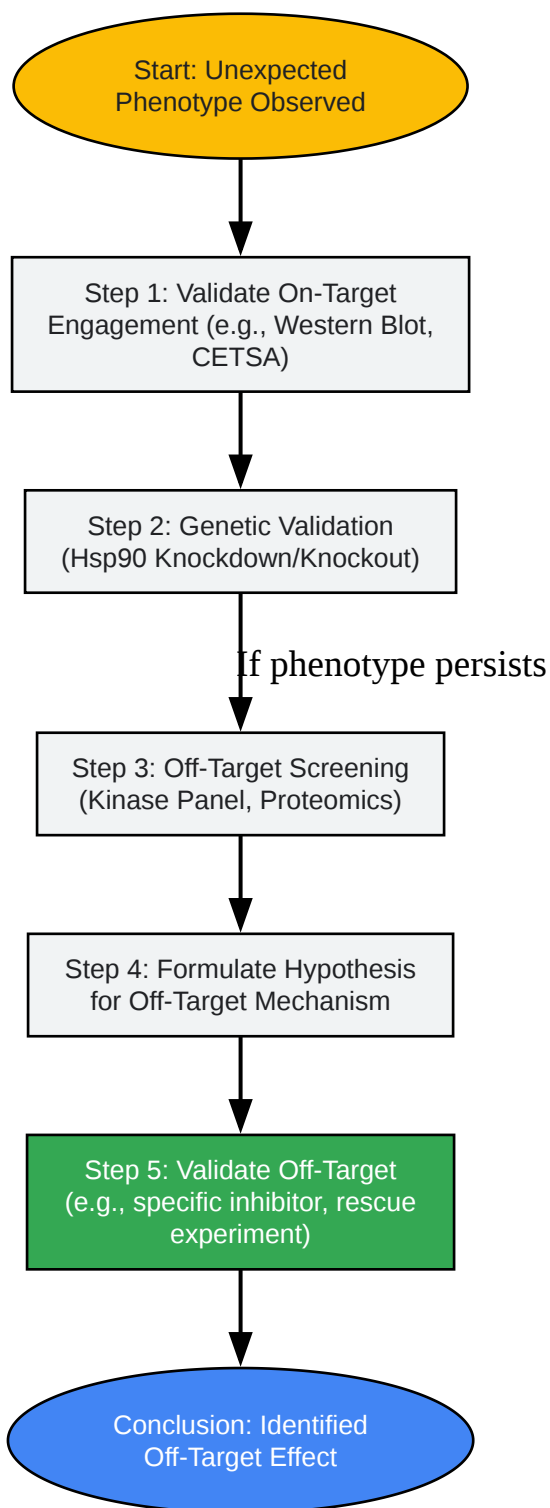 Start: Unexpected
Phenotype Observed
Step 1: Validate On-Target
Engagement (e.g., Western Blot,
CETSA)
Step 2: Genetic Validation
(Hsp90 Knockdown/Knockout)
If phenotype persists
Step 3: Off-Target Screening
(Kinase Panel, Proteomics)
Step 4: Formulate Hypothesis
for Off-Target Mechanism
Step 5: Validate Off-Target
(e.g., specific inhibitor, rescue
experiment)
Conclusion: Identified
Off-Target Effect